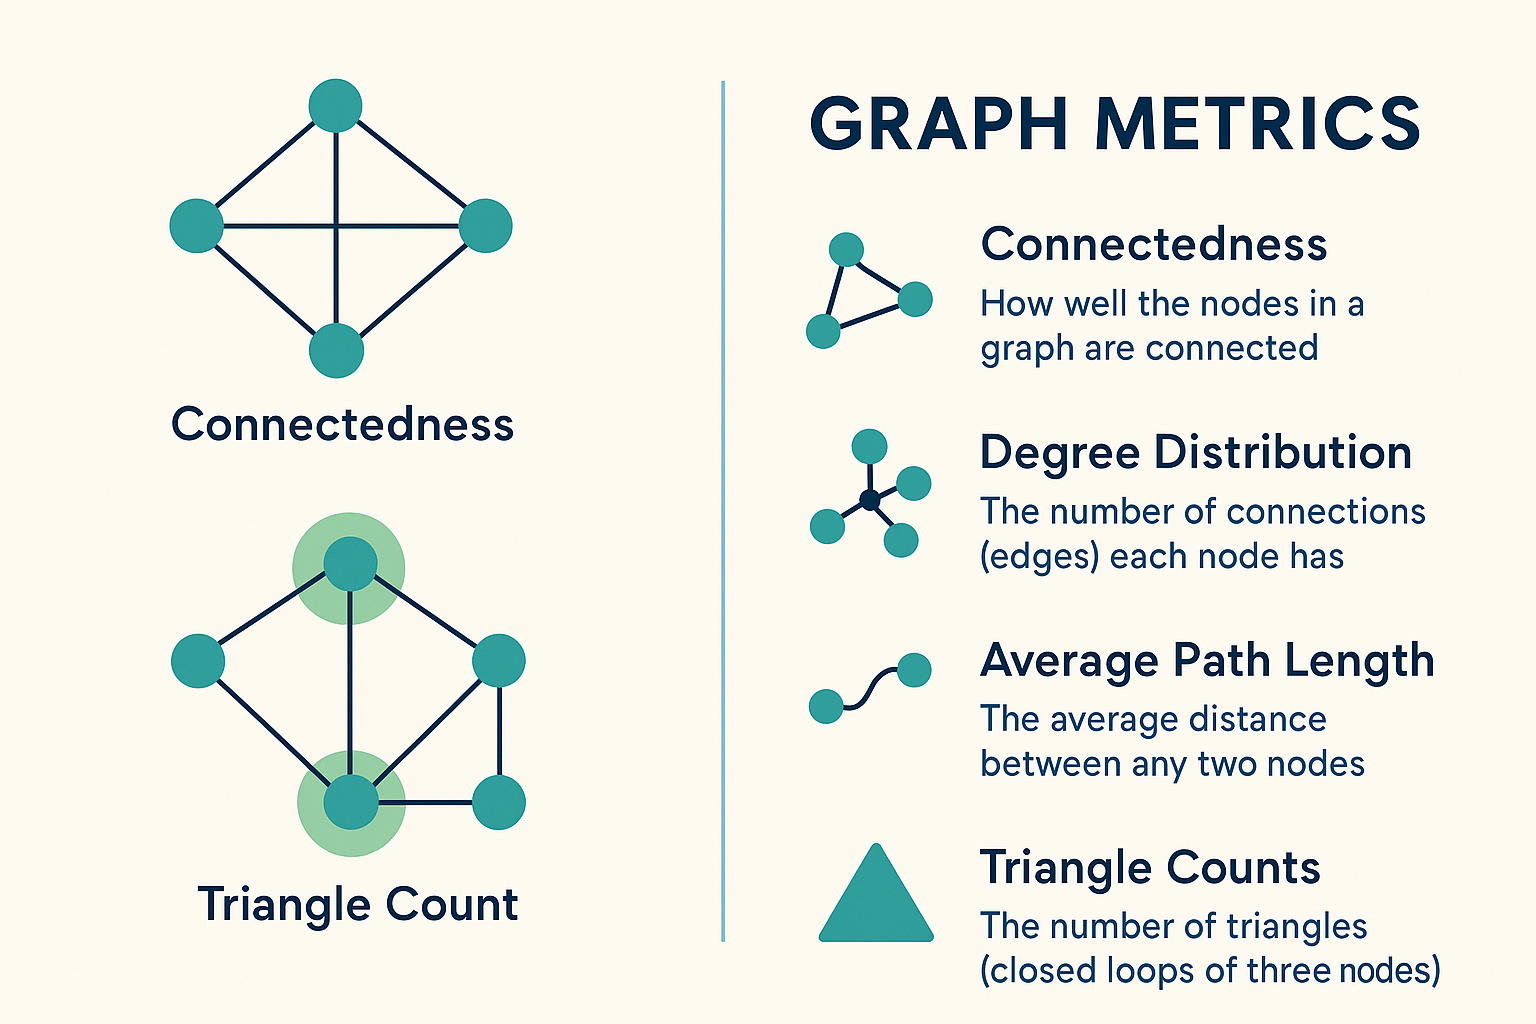 Connectedness
Triangle Count
GRAPH METRICS
Connectedness
How well the nodes in a
graph are connected
Degree Distribution
The number of connections
(edges) each node has
Average Path Length
The average distance
between any two nodes
Triangle Counts
The number of triangles
(closed loops of three nodes)